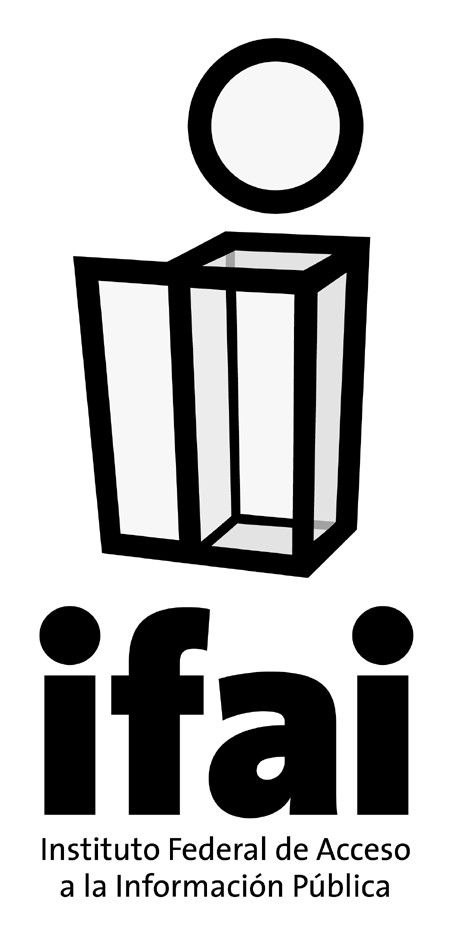 ifai
Instituto Federal de Acceso
a la Información Pública